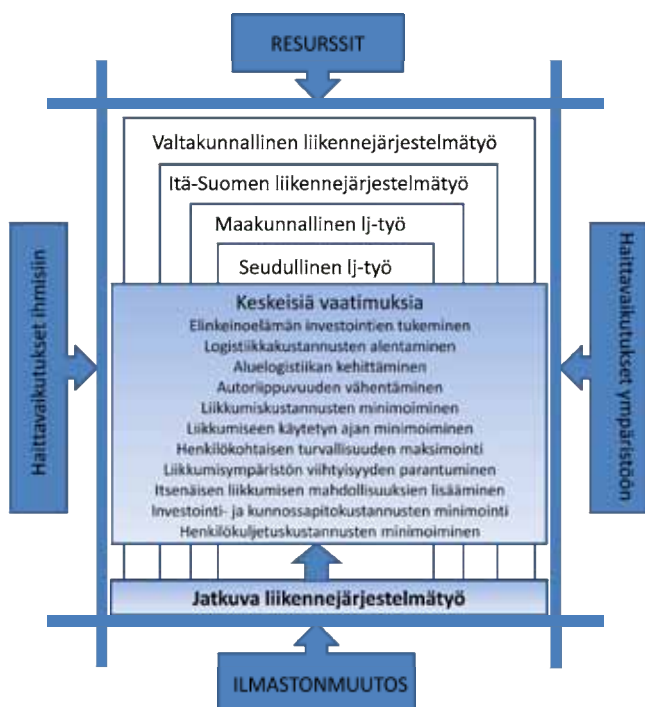 RESURSSIT
Valtakunnallinen liikennejärjestelmätyö
Itä-Suomen liikennejärjestelmätyö
Maakunnallinen lj-työ
Seudullinen lj-työ
Haittavaikutukset ihmisiin
Keskeisiä vaatimuksia
Elinkeinoelämän investointien tukeminen
Logistiikkakustannusten alentaminen
Aluelogistiikan kehittäminen
Autoriippuvuuden vähentäminen
Liikkumiskustannusten minimoiminen
Liikkumiseen käytetyn ajan minimoiminen
Henkilökohtaisen turvallisuuden maksimointi
Liikkumisympäristön viihtyisyyden parantuminen
Itsenäisen liikkumisen mahdollisuuksien lisääminen
Investointi- ja kunnossapitokustannusten minimointi
Henkilökuljetuskustannusten minimoiminen
Haittavaikutukset ympäristöön
Jatkuva liikennejärjestelmätyö
ILMASTONMUUTOS